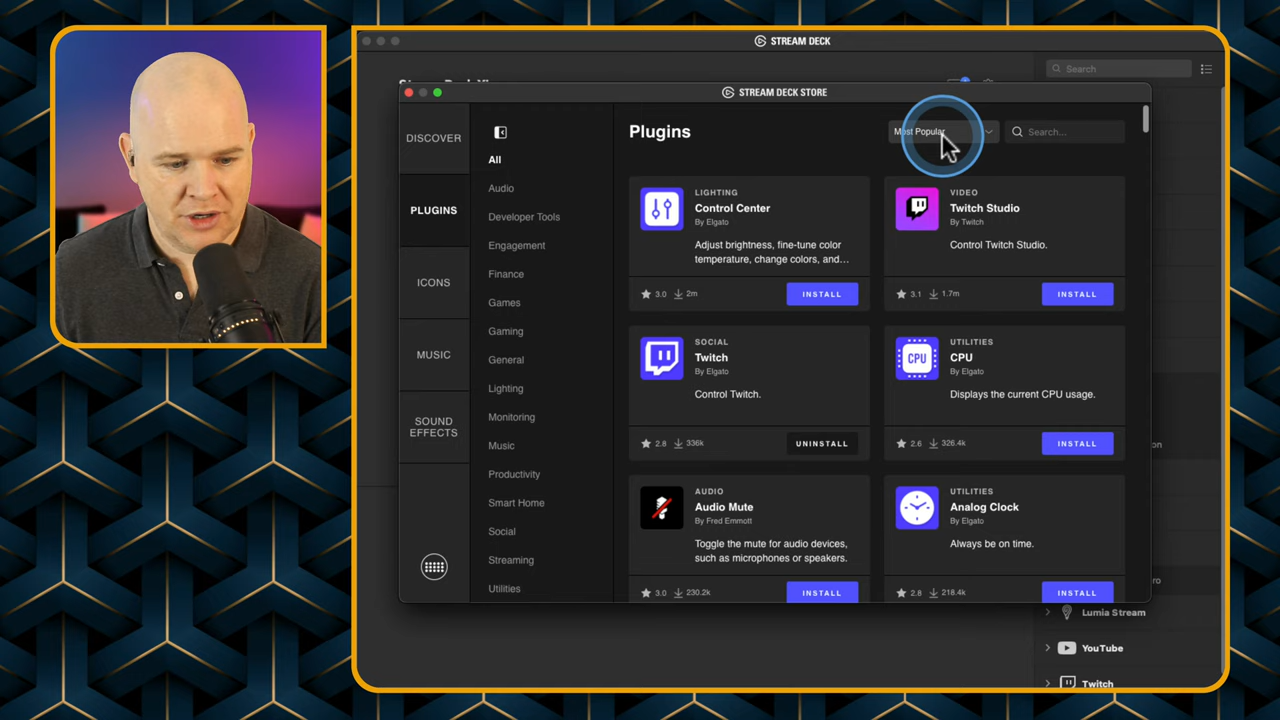 STREAM DECK
Search
STREAM DECK STORE
DISCOVER
PLUGINS
ICONS
MUSIC
SOUND
EFFECTS
All
Audio
Developer Tools
Engagement
Finance
Games
Gaming
General
Lighting
Monitoring
Music
Productivity
Smart Home
Social
Streaming
Utilities
Plugins
Most Popular
Search...
LIGHTING
Control Center
By Elgato
Adjust brightness, fine-tune color
temperature, change colors, and...
3.0 2m
INSTALL
VIDEO
Twitch Studio
By Twitch
Control Twitch Studio.
3.1 1.7m
INSTALL
SOCIAL
Twitch
By Elgato
Control Twitch.
2.8 336k
UNINSTALL
CPU
UTILITIES
CPU
By Elgato
Displays the current CPU usage.
2.6 326.4k
INSTALL
AUDIO
Audio Mute
By Fred Emmott
Toggle the mute for audio devices,
such as microphones or speakers.
3.0 230.2k
INSTALL
UTILITIES
Analog Clock
By Elgato
Always be on time.
2.8 218.4k
INSTALL
Lumia Stream
YouTube
Twitch